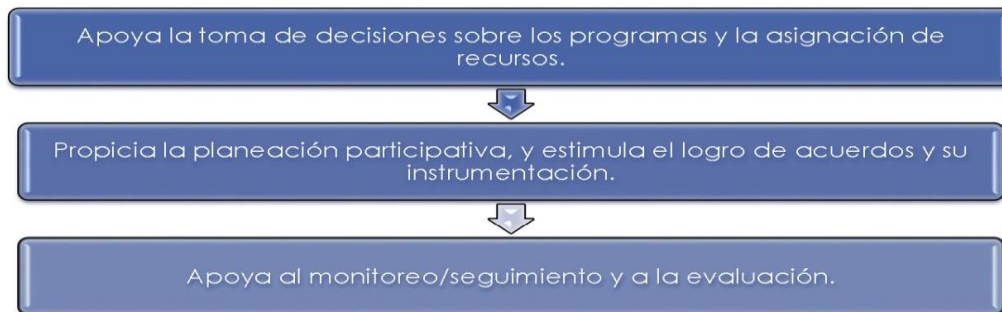 Apoya la toma de decisiones sobre los programas y la asignación de
recursos.
Propicia la planeación participativa, y estimula el logro de acuerdos y su
instrumentación.
Apoya al monitoreo/seguimiento y a la evaluación.